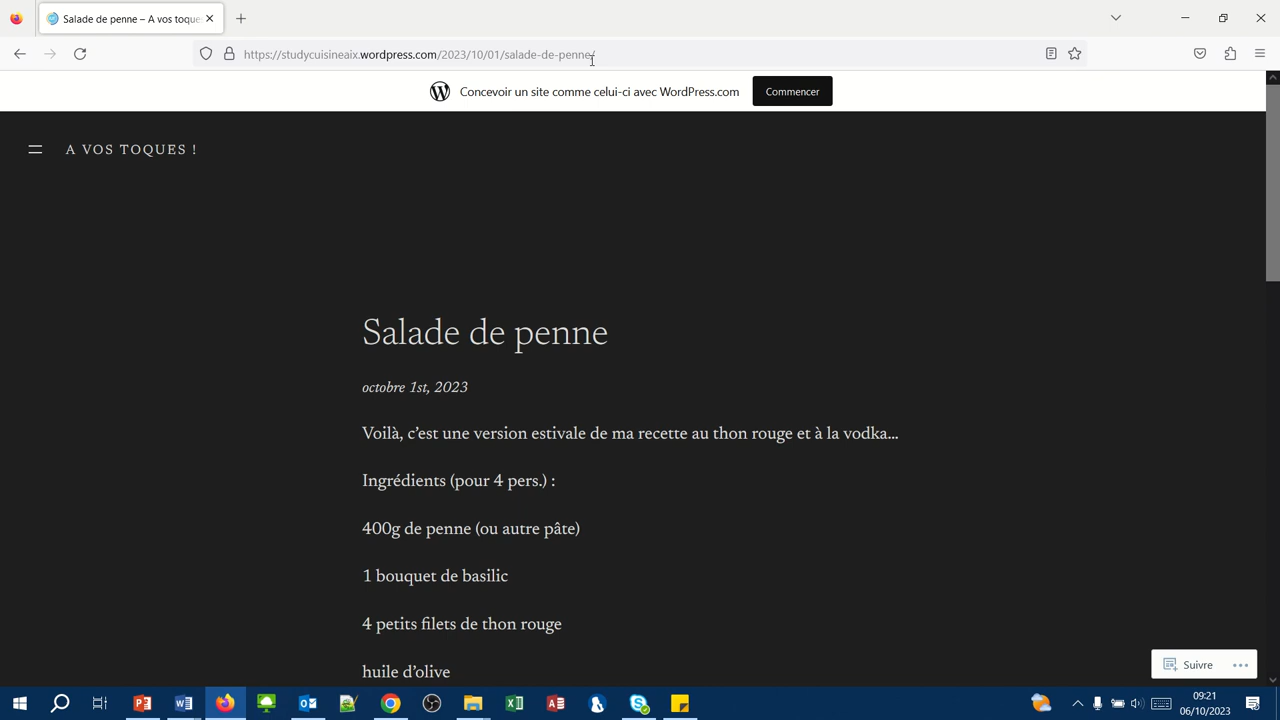 Salade de penne – A vos toque
https://studycuisineaix.wordpress.com/2023/10/01/salade-de-penne/
Concevoir un site comme celui-ci avec WordPress.com
Commencer
A VOS TOQUES !
Salade de penne
octobre 1st, 2023
Voilà, c’est une version estivale de ma recette au thon rouge et à la vodka…
Ingrédients (pour 4 pers.) :
400g de penne (ou autre pâte)
1 bouquet de basilic
4 petits filets de thon rouge
huile d’olive
Suivre
09:21
06/10/2023